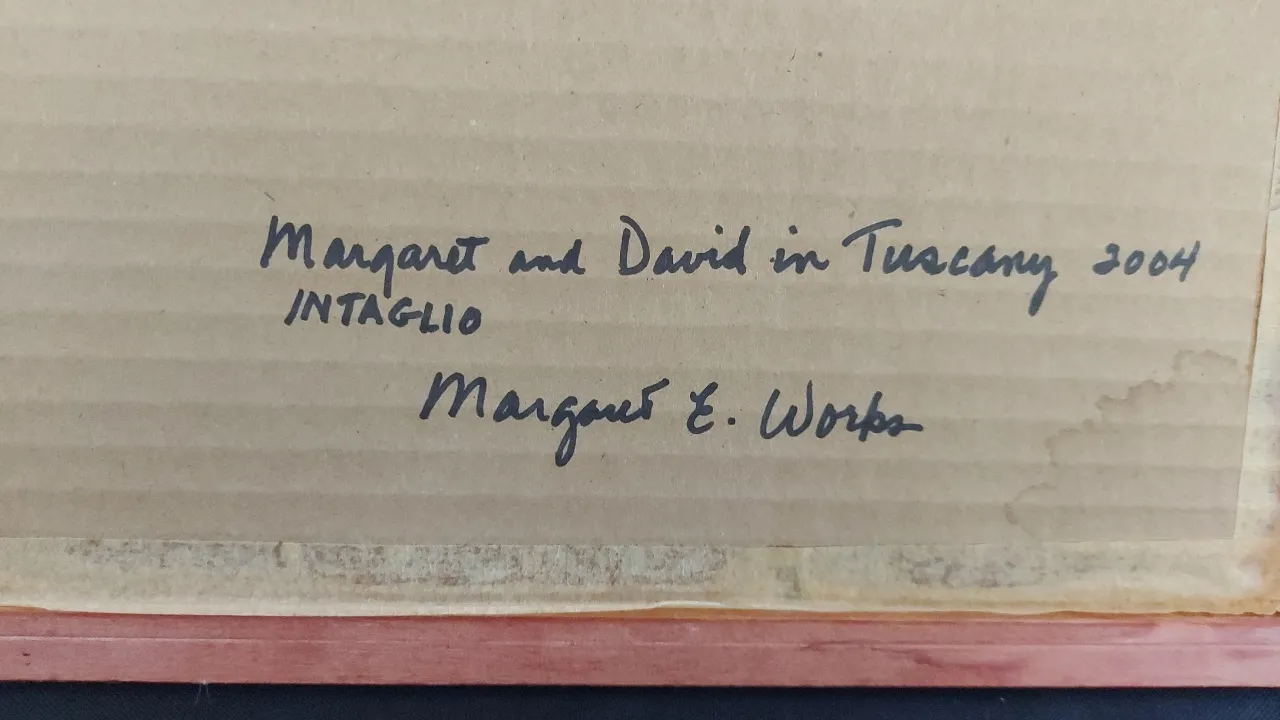 Margaret and David in Tuscany 2004
INTAGLIO
Margaret E. Works